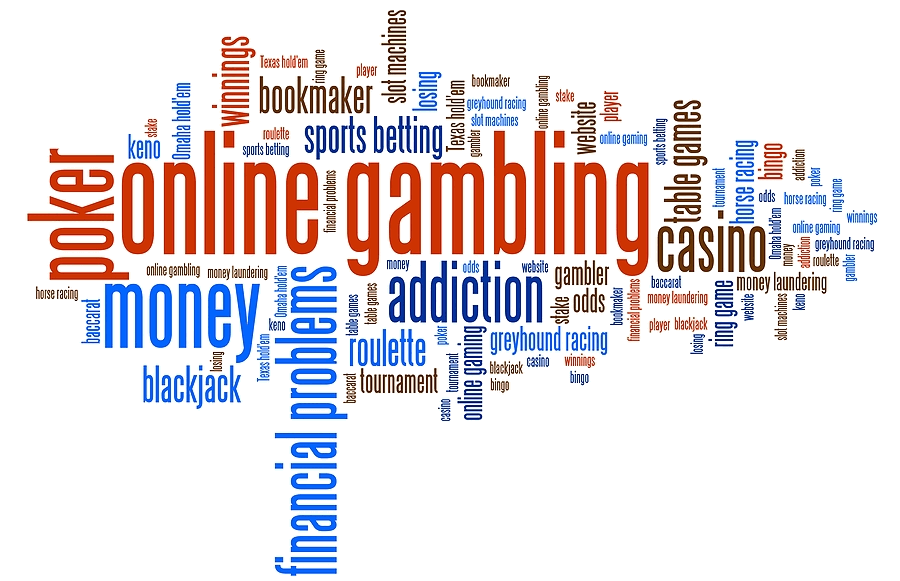 winnings
Texas hold'em
ring game
player
slot machines
losing
bookmaker
Texas hold'em
bookmaker
greyhound racing
slot machines
gambler
online gambling
stake
website
player
online gaming
sports betting
table games
keno
stake
Omaha hold'em
roulette
sports betting
sports betting
tournament
horse racing
bingo
addiction
poker
poker
online gambling
financial problems
odds
horse racing
ring game
winnings
Omaha hold'em
online gaming
money
addiction
greyhound racing
roulette
gambler
casino
horse racing
online gambling
money laundering
Omaha hold'em
money
odds
website
gambler
baccarat
money laundering
money laundering
baccarat
money
keno
Texas hold'em
losing
blackjack
financial problems
table games
table games
addiction
stake
odds
bookmaker
financial problems
player
blackjack
losing
ring game
website
slot machines
keno
roulette
poker
greyhound racing
baccarat
tournament
casino
tournament
online gaming
blackjack
bingo
casino
winnings
bingo